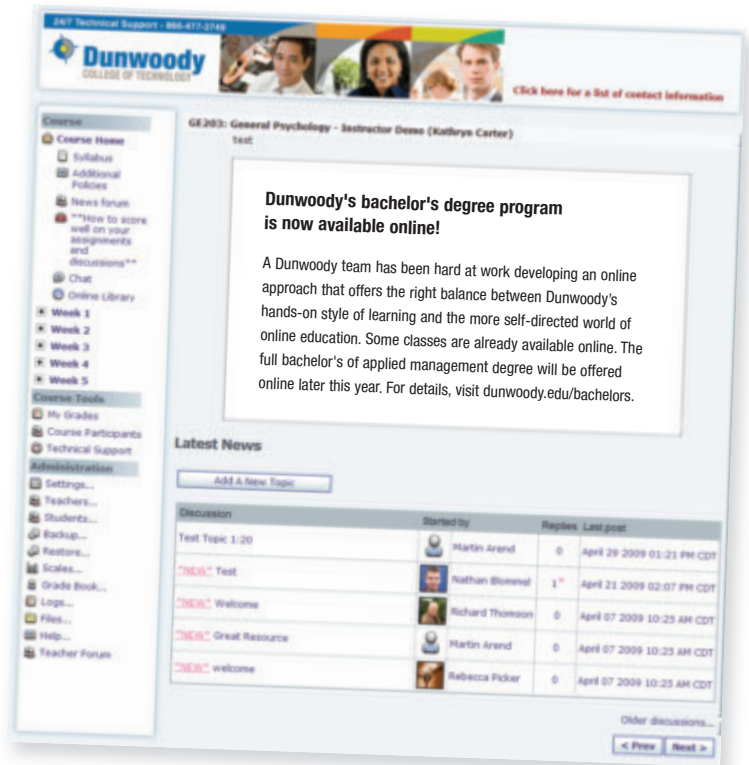 24/7 Technical Support - 866-477-3749
Dunwoody
COLLEGE OF TECHNOLOGY
Click here for a list of contact information
Course
Course Home
Syllabus
Additional
Policies
News forum
**How to score
well on your
assignments
and
discussions**
Chat
Online Library
Week 1
Week 2
Week 3
Week 4
Week 5
Course Tools
My Grades
Course Participants
Technical Support
Administration
Settings...
Teachers...
Students...
Backup...
Restore...
Scales...
Grade Book...
Logs...
Files...
Help...
Teacher Forum
GE203: General Psychology - Instructor Demo (Kathryn Carter)
test
Dunwoody's bachelor's degree program
is now available online!
A Dunwoody team has been hard at work developing an online
approach that offers the right balance between Dunwoody's
hands-on style of learning and the more self-directed world of
online education. Some classes are already available online. The
full bachelor's of applied management degree will be offered
online later this year. For details, visit dunwoody.edu/bachelors.
Latest News
Add A New Topic
Discussion Started by Replies Last post
Test Topic 1:20 Martin Arend 0 April 29 2009 01:21 PM CDT
"NEW" Test Nathan Blommel 1* April 21 2009 02:07 PM CDT
"NEW" Welcome Richard Thomson 0 April 07 2009 10:25 AM CDT
"NEW" Great Resource Martin Arend 0 April 07 2009 10:25 AM CDT
"NEW" welcome Rebecca Picker 0 April 07 2009 10:25 AM CDT
Older discussions...
< Prev Next >